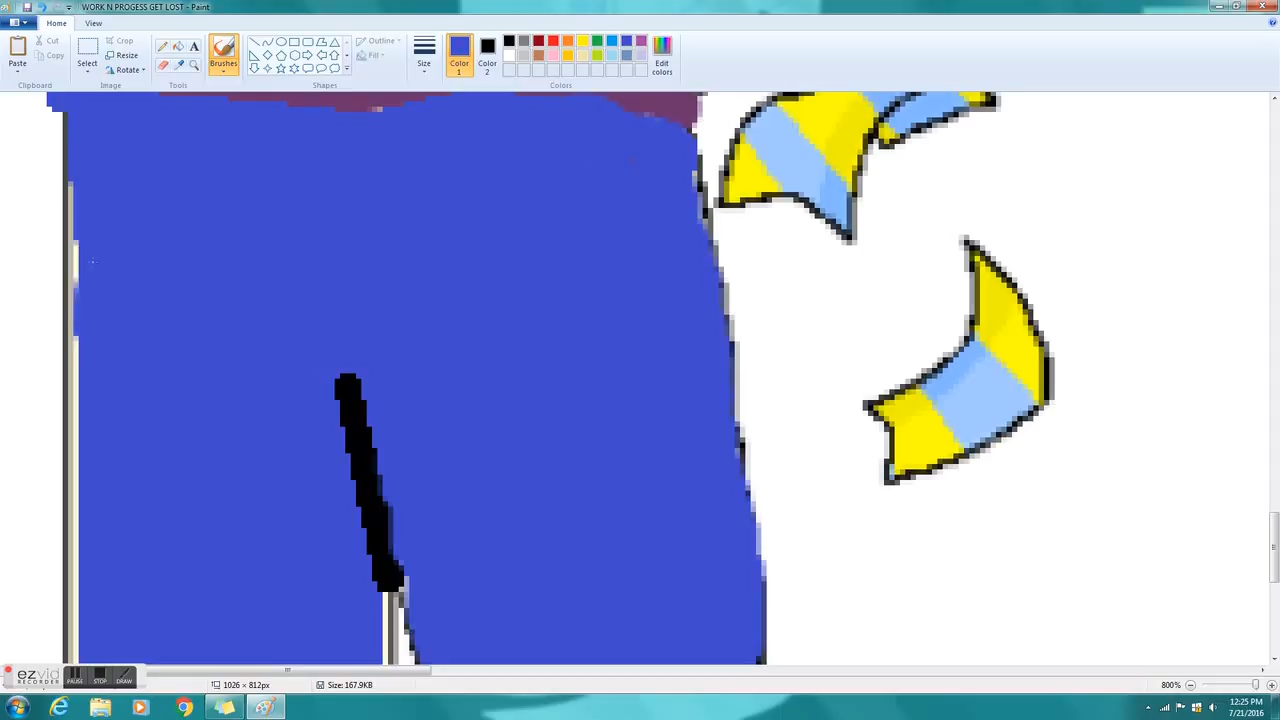 WORK N PROGESS GET LOST - Paint
Home View
Paste
Cut
Copy
Clipboard
Select
Crop
Resize
Rotate
Image
A
Tools
Brushes
Outline
Fill
Shapes
Size
Color 1
Color 2
Edit colors
Colors
ezvid RECORDER
PAUSE STOP DRAW
1026 × 812px Size: 167.9KB 800%
12:25 PM
7/21/2016